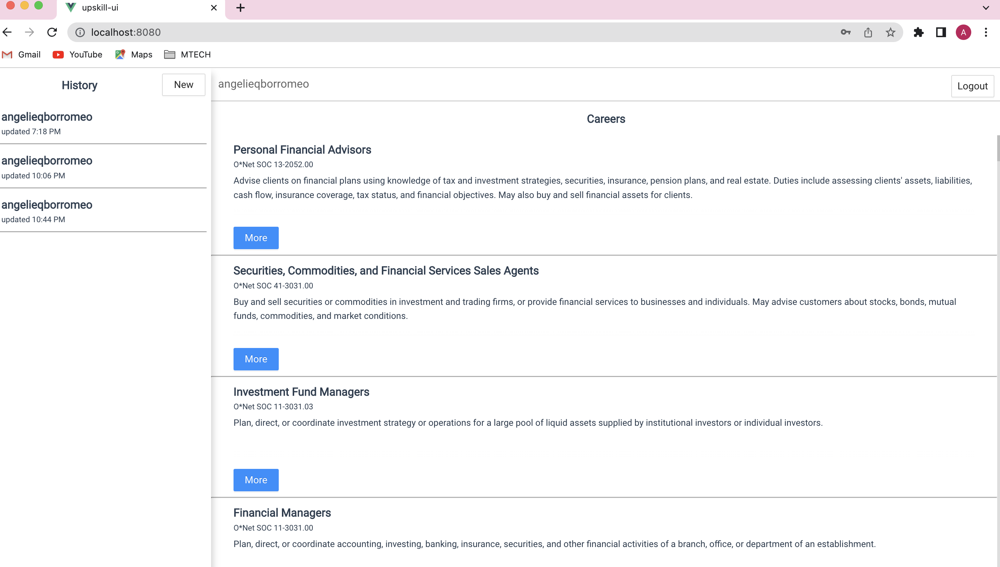 upskill-ui
localhost:8080
A
Gmail YouTube Maps MTECH
History
New
angelieqborromeo
updated 7:18 PM
angelieqborromeo
updated 10:06 PM
angelieqborromeo
updated 10:44 PM
angelieqborromeo
Logout
Careers
Personal Financial Advisors
O*Net SOC 13-2052.00
Advise clients on financial plans using knowledge of tax and investment strategies, securities, insurance, pension plans, and real estate. Duties include assessing clients' assets, liabilities,
cash flow, insurance coverage, tax status, and financial objectives. May also buy and sell financial assets for clients.
More
Securities, Commodities, and Financial Services Sales Agents
O*Net SOC 41-3031.00
Buy and sell securities or commodities in investment and trading firms, or provide financial services to businesses and individuals. May advise customers about stocks, bonds, mutual
funds, commodities, and market conditions.
More
Investment Fund Managers
O*Net SOC 11-3031.03
Plan, direct, or coordinate investment strategy or operations for a large pool of liquid assets supplied by institutional investors or individual investors.
More
Financial Managers
O*Net SOC 11-3031.00
Plan, direct, or coordinate accounting, investing, banking, insurance, securities, and other financial activities of a branch, office, or department of an establishment.